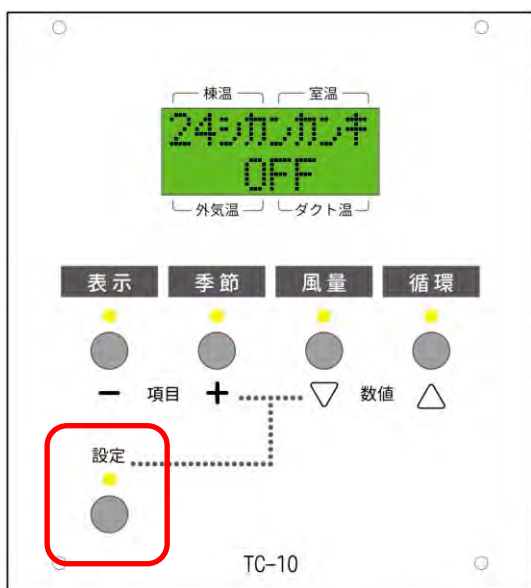 棟温 室温
24シカンカンキ
OFF
外気温 ダクト温
表示 季節 風量 循環
− 項目 + ▽ 数値 △
設定
TC-10